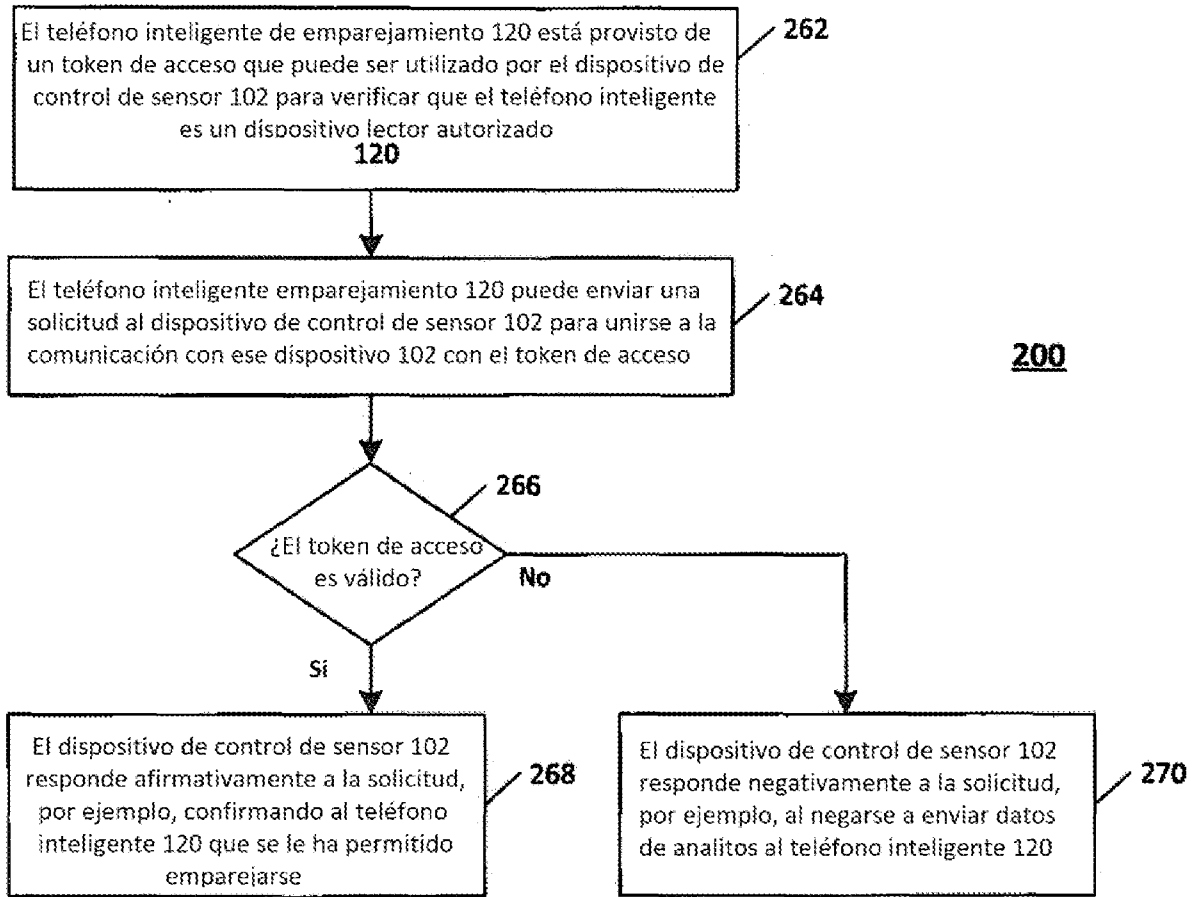 El teléfono inteligente de emparejamiento 120 está provisto de
un token de acceso que puede ser utilizado por el dispositivo de
control de sensor 102 para verificar que el teléfono inteligente
es un dispositivo lector autorizado
120
262
El teléfono inteligente emparejamiento 120 puede enviar una
solicitud al dispositivo de control de sensor 102 para unirse a la
comunicación con ese dispositivo 102 con el token de acceso
264
200
¿El token de acceso
es válido?
266
No
Sí
El dispositivo de control de sensor 102
responde afirmativamente a la solicitud,
por ejemplo, confirmando al teléfono
inteligente 120 que se le ha permitido
emparejarse
268
El dispositivo de control de sensor 102
responde negativamente a la solicitud,
por ejemplo, al negarse a enviar datos
de analitos al teléfono inteligente 120
270